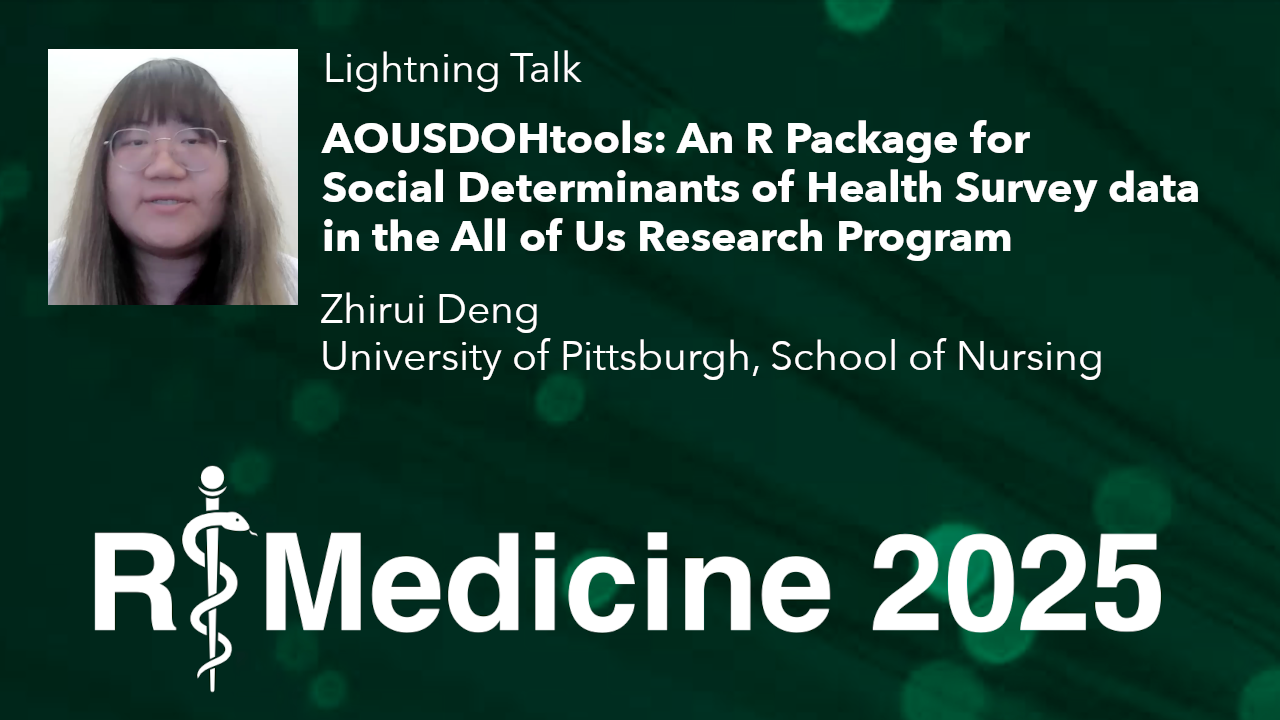 Lightning Talk
AOUSDOHtools: An R Package for
Social Determinants of Health Survey data
in the All of Us Research Program
Zhirui Deng
University of Pittsburgh, School of Nursing
R Medicine 2025